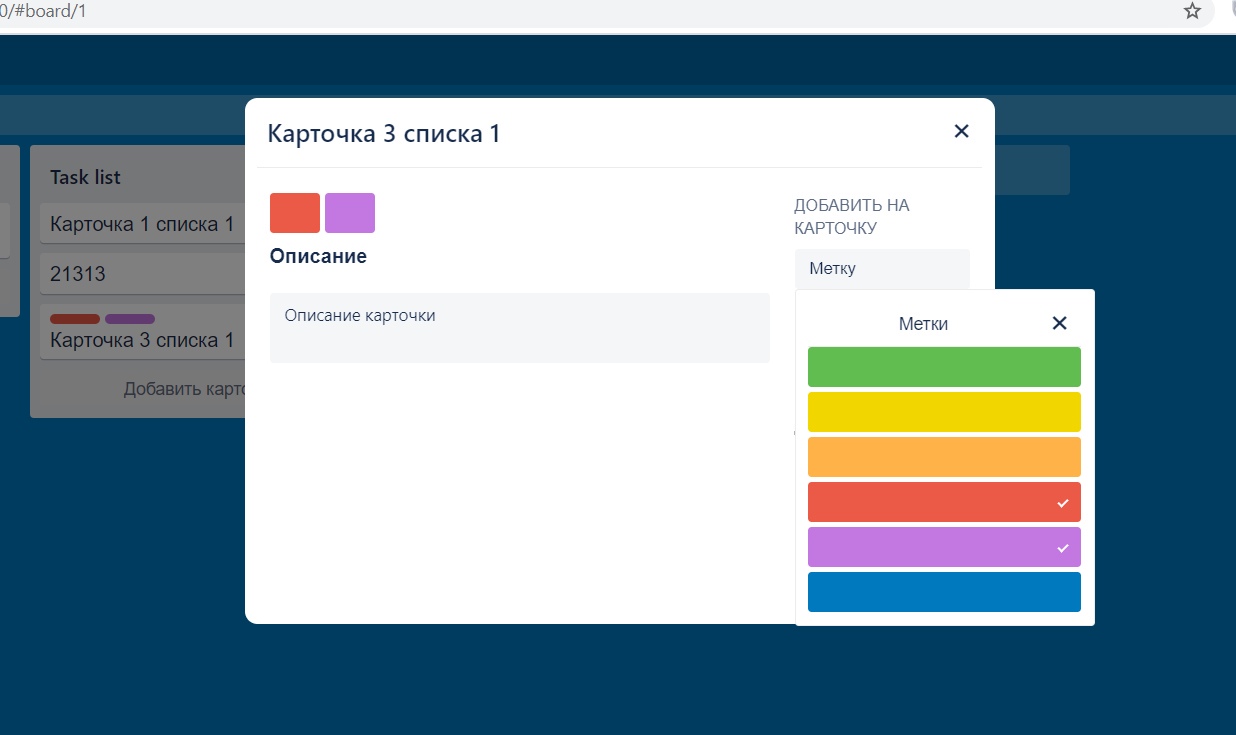 0/#board/1
Карточка 3 списка 1
Task list
Карточка 1 списка 1
21313
Карточка 3 списка 1
Добавить карто
Описание
Описание карточки
ДОБАВИТЬ НА
КАРТОЧКУ
Метку
Метки